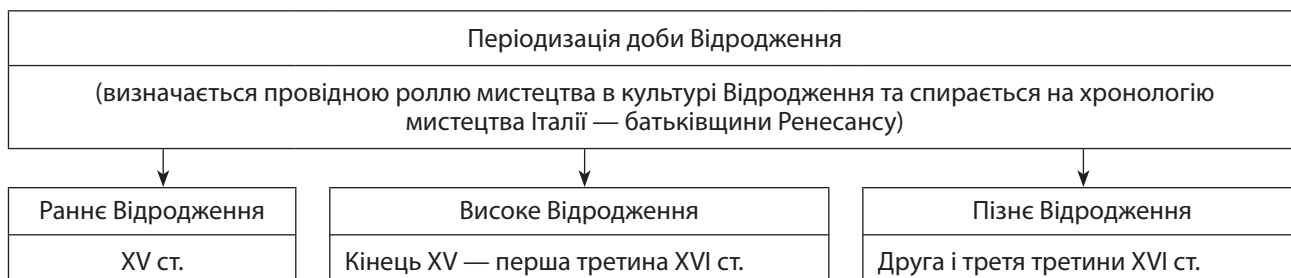 Періодизація доби Відродження
(визначається провідною роллю мистецтва в культурі Відродження та спирається на хронологію
мистецтва Італії — батьківщини Ренесансу)
Раннє Відродження
XV ст.
Високе Відродження
Кінець XV — перша третина XVI ст.
Пізнє Відродження
Друга і третя третини XVI ст.